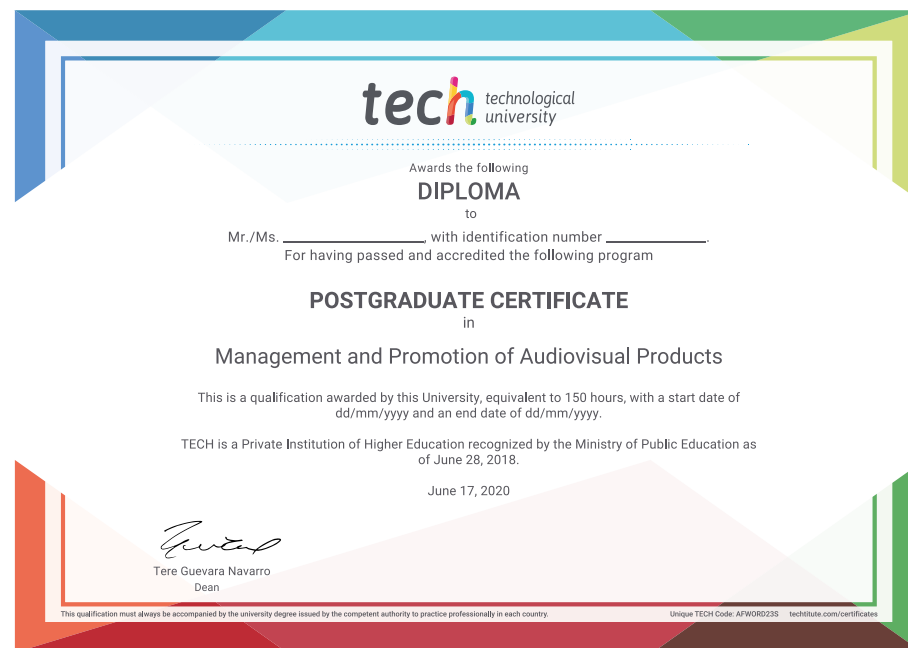 tech technological
university
Awards the following
DIPLOMA
to
Mr./Ms. ____________________, with identification number ______________.
For having passed and accredited the following program
POSTGRADUATE CERTIFICATE
in
Management and Promotion of Audiovisual Products
This is a qualification awarded by this University, equivalent to 150 hours, with a start date of
dd/mm/yyyy and an end date of dd/mm/yyyy.
TECH is a Private Institution of Higher Education recognized by the Ministry of Public Education as
of June 28, 2018.
June 17, 2020
Tere Guevara Navarro
Dean
This qualification must always be accompanied by the university degree issued by the competent authority to practice professionally in each country.
Unique TECH Code: AFWORD23S techtitute.com/certificates